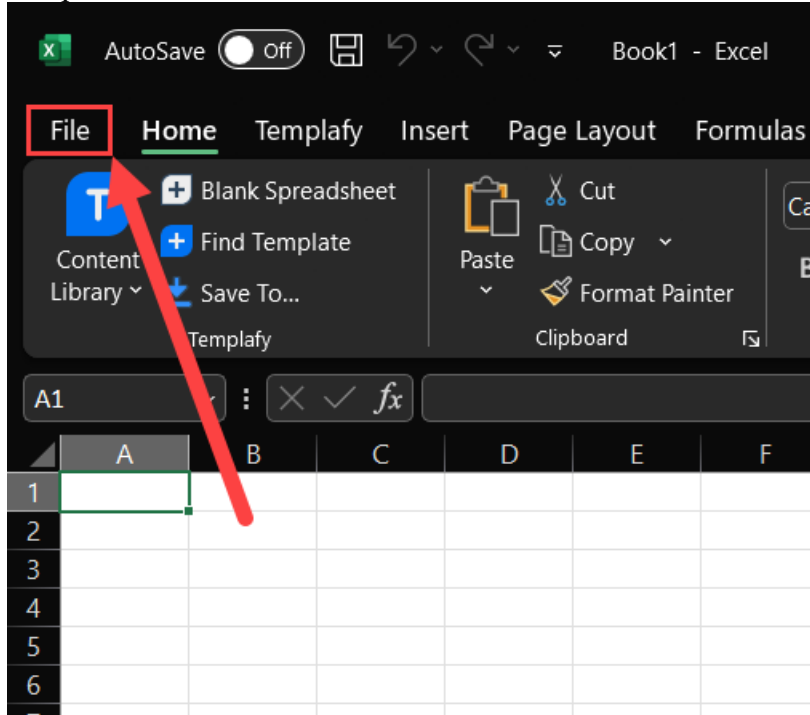 AutoSave Off Book1 - Excel
File Home Templafy Insert Page Layout Formulas
T Blank Spreadsheet Cut
Find Template Copy
Content Library Paste
Save To... Format Painter
Templafy Clipboard
A1 fx
A B C D E F
1
2
3
4
5
6